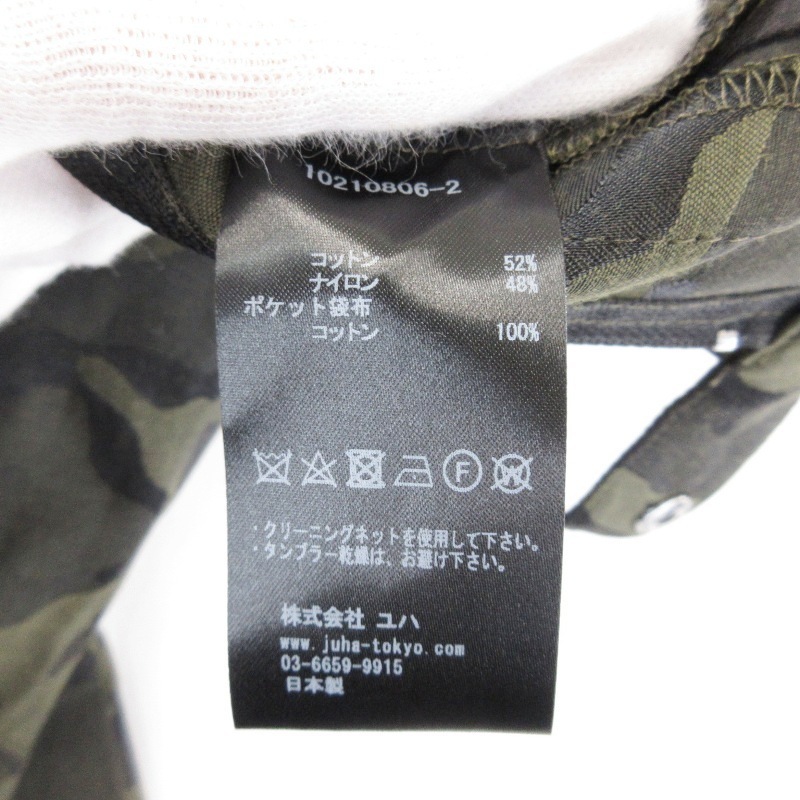 10210806-2
コットン 52%
ナイロン 48%
ポケット袋布
コットン 100%
F W
・クリーニングネットを使用して下さい。
・タンブラー乾燥は、お避け下さい。
株式会社 ユハ
www.juha-tokyo.com
03-6659-9915
日本製